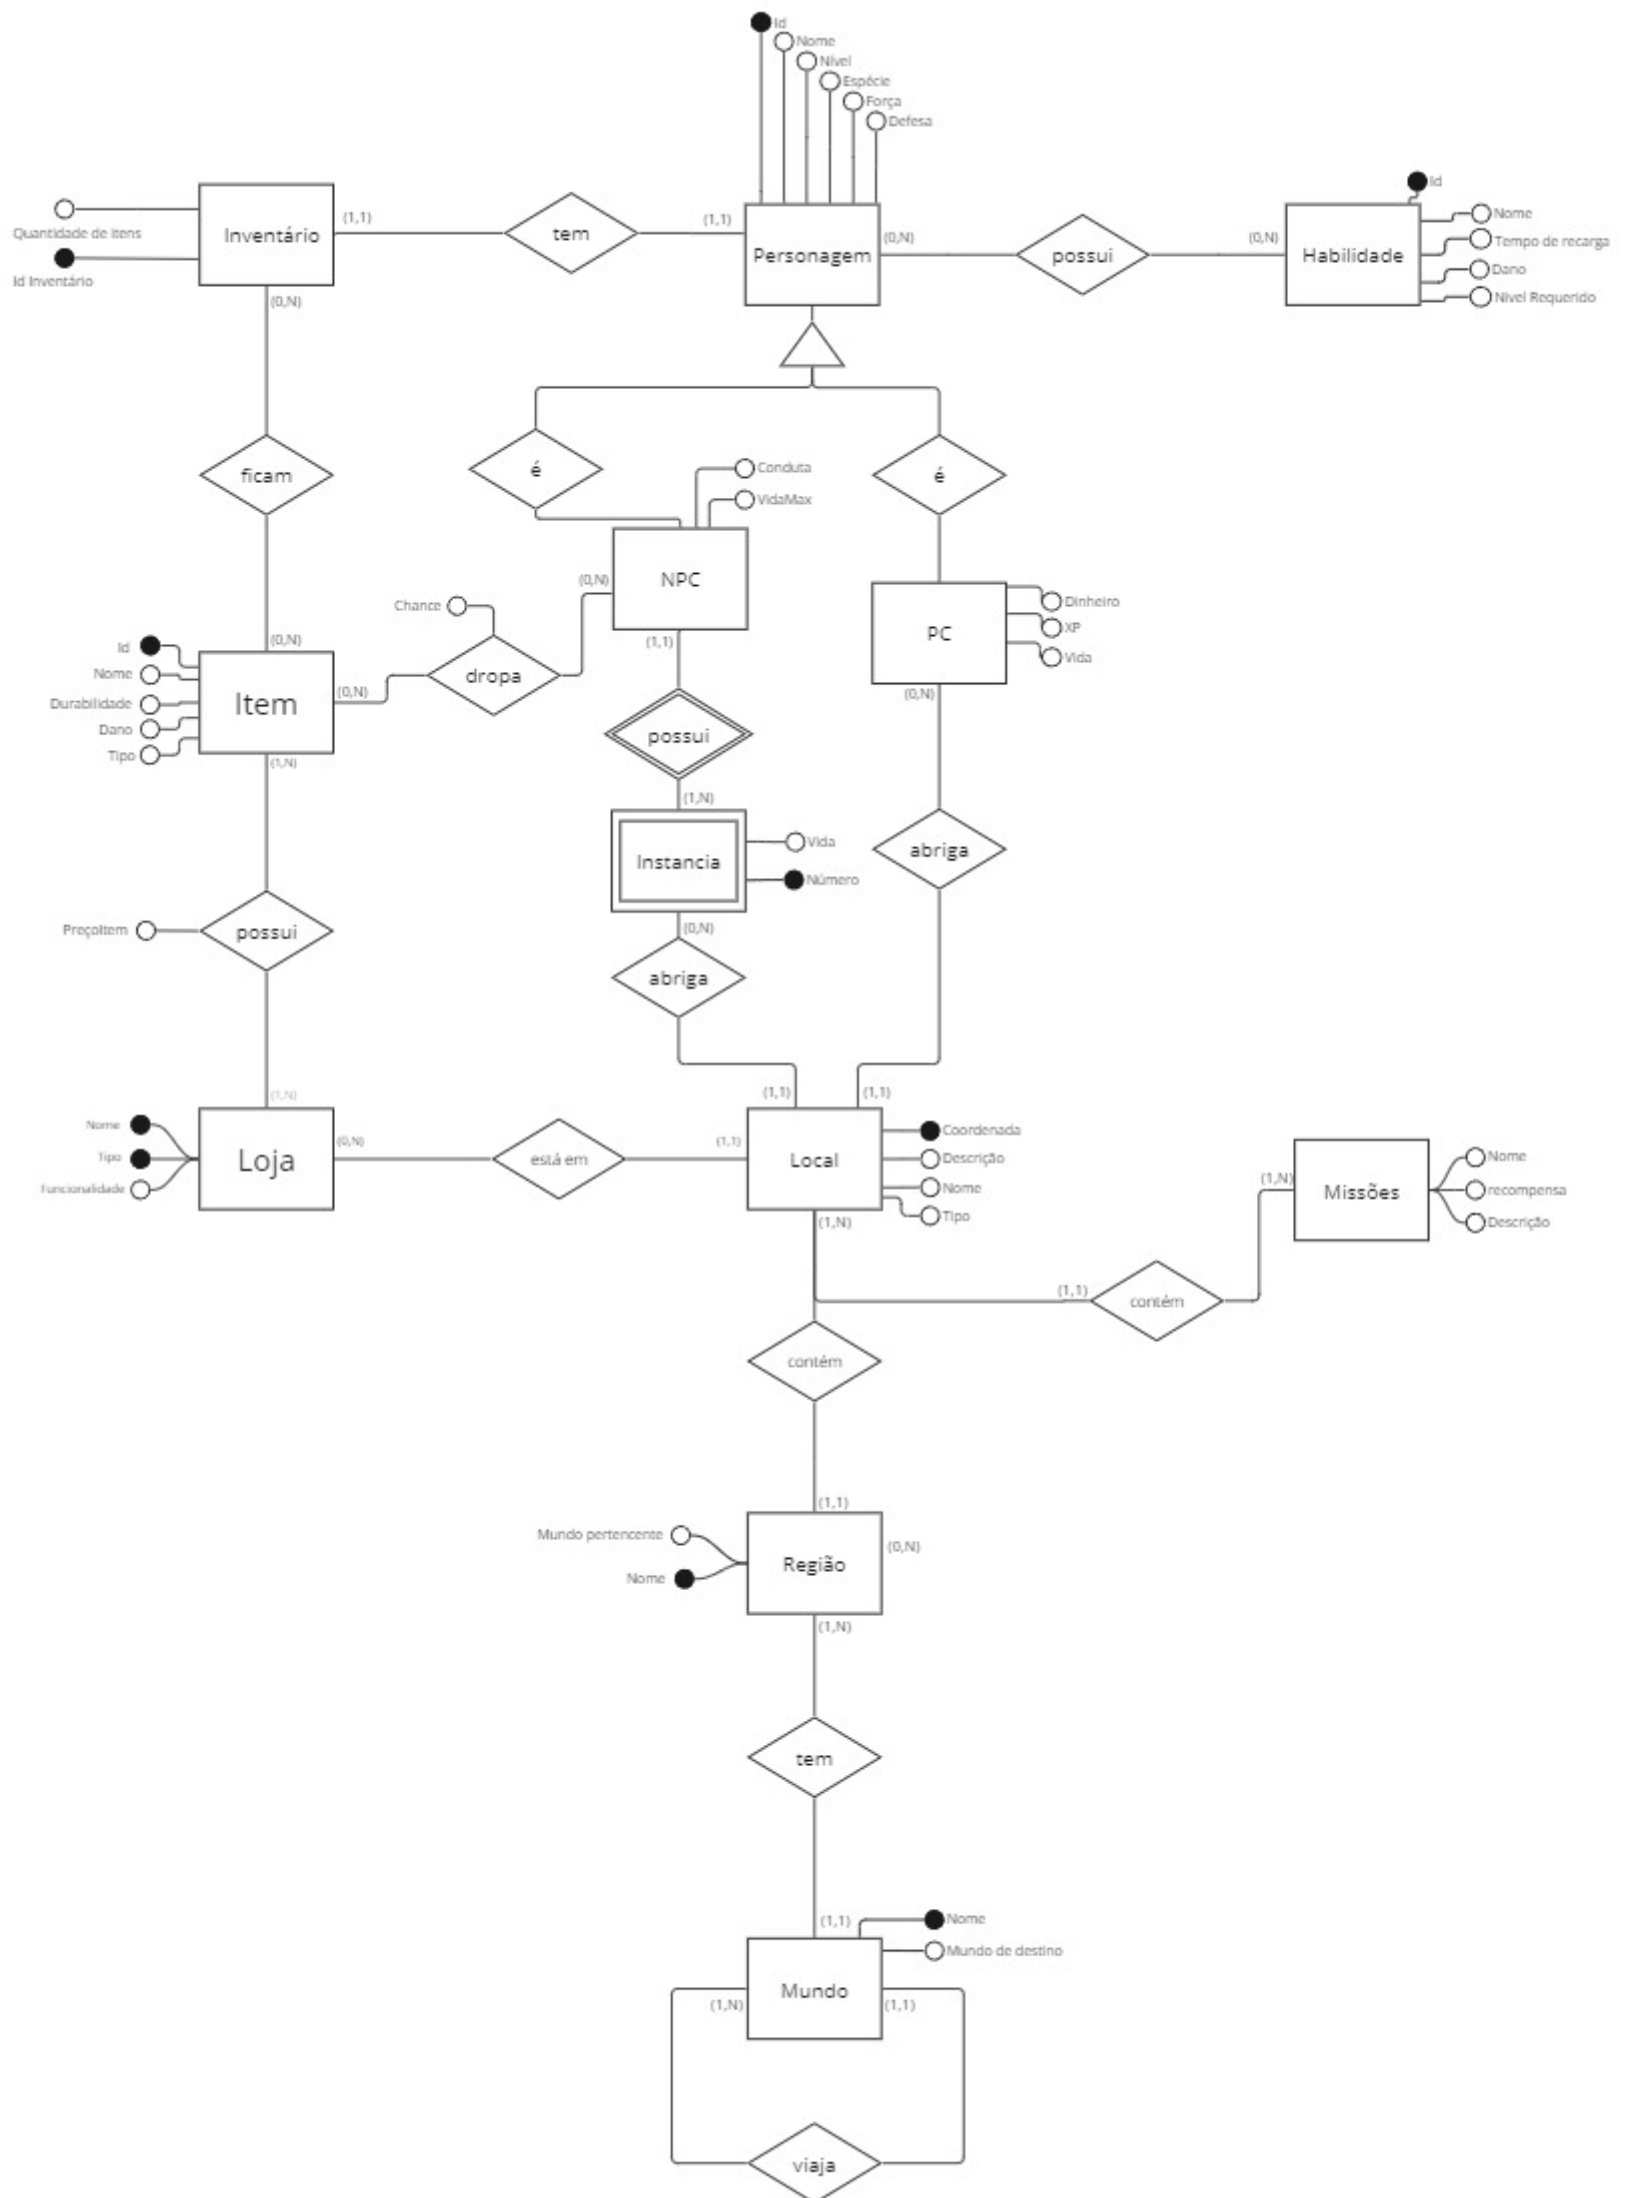 Id
Nome
Nível
Espécie
Força
Defesa
Id
Nome
Tempo de recarga
Dano
Nivel Requerido
Quantidade de Itens
Id Inventário
Inventário
(1,1)
tem
(1,1)
Personagem
(0,N)
possui
(0,N)
Habilidade
(0,N)
ficam
é
é
Conduta
VidaMax
NPC
(0,N)
(1,1)
Chance
dropa
PC
Dinheiro
XP
Vida
(0,N)
(0,N)
Id
Nome
Durabilidade
Dano
Tipo
Item
(0,N)
(1,N)
possui
(1,N)
Instancia
Vida
Número
(0,N)
abriga
abriga
PreçoItem
possui
(1,N)
(1,1)
(1,1)
Nome
Tipo
Funcionalidade
Loja
(0,N)
está em
(1,1)
Local
Coordenada
Descrição
Nome
Tipo
(1,N)
(1,N)
Missões
Nome
recompensa
Descrição
(1,1)
contém
contém
(1,1)
Mundo pertencente
Nome
Região
(0,N)
(1,N)
tem
(1,1)
Nome
Mundo de destino
Mundo
(1,N)
(1,1)
viaja